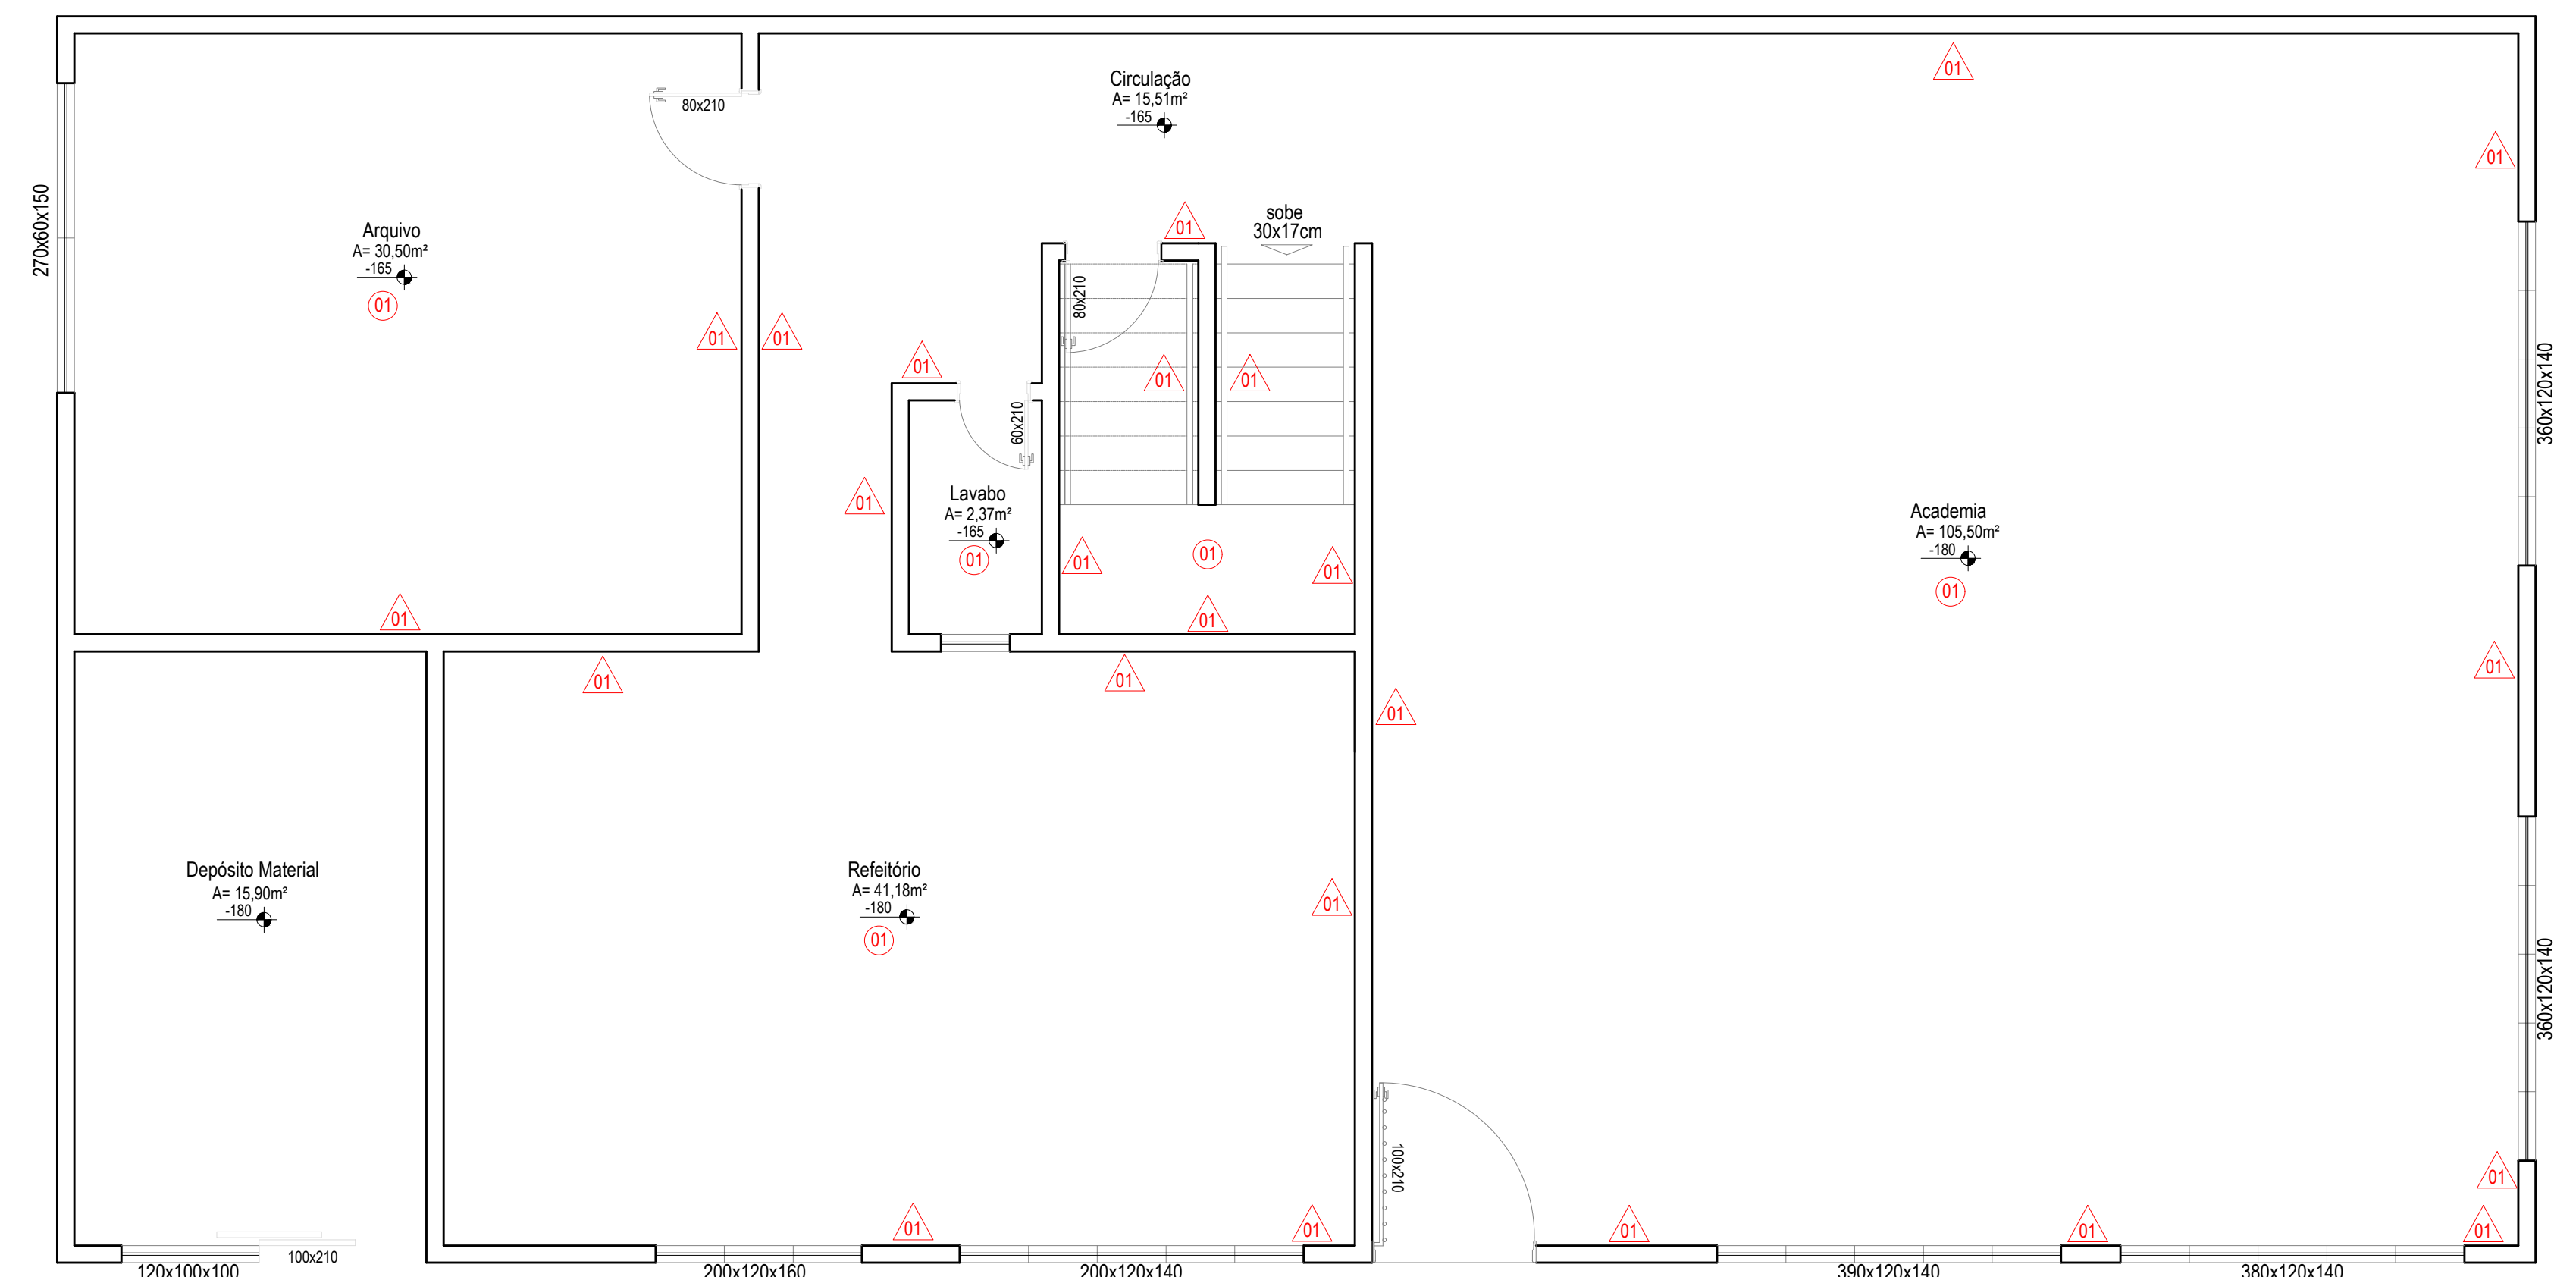 01
Circulação
A= 15,51m²
-165
80x210
01
270x60x150
Arquivo
A= 30,50m²
-165
01
01
01
01
sobe
30x17cm
80x210
01
01
01
60x210
01
Lavabo
A= 2,37m²
-165
01
01
01
01
01
01
360x120x140
Academia
A= 105,50m²
-180
01
01
01
01
01
01
Depósito Material
A= 15,90m²
-180
Refeitório
A= 41,18m²
-180
01
01
360x120x140
100x210
01
01
01
01
01
01
100x210
120x100x100
200x120x160
200x120x140
390x120x140
380x120x140